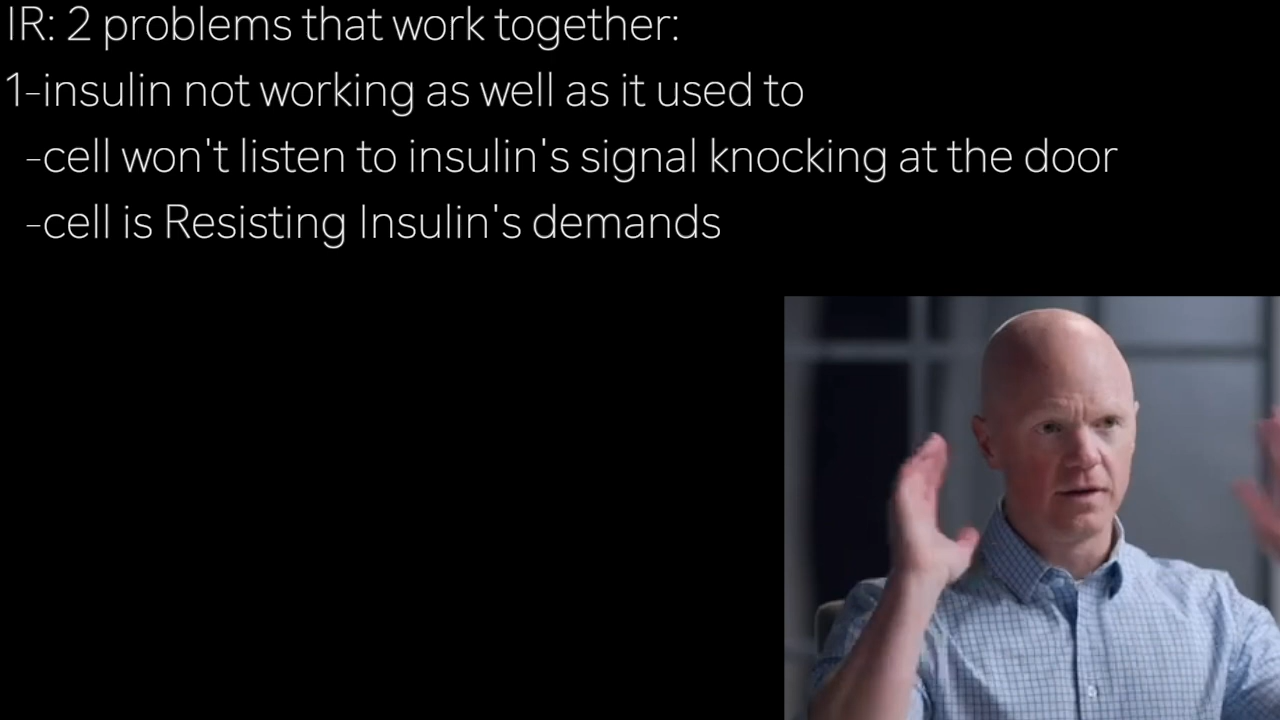 IR: 2 problems that work together:
1-insulin not working as well as it used to
-cell won't listen to insulin's signal knocking at the door
-cell is Resisting Insulin's demands